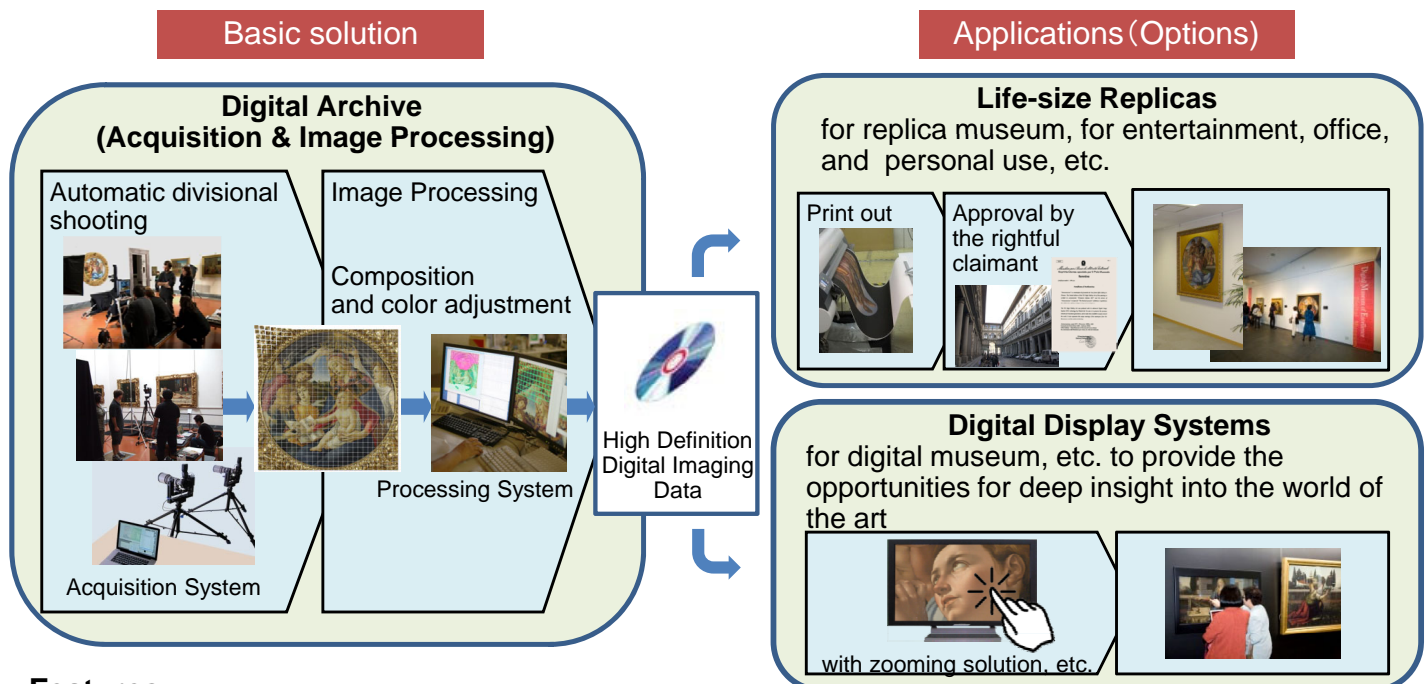 Basic solution
Applications（Options)
Digital Archive
(Acquisition & Image Processing)
Automatic divisional
shooting
Acquisition System
Image Processing
Composition
and color adjustment
Processing System
High Definition
Digital Imaging
Data
Life-size Replicas
for replica museum, for entertainment, office,
and personal use, etc.
Print out
Approval by
the rightful
claimant
Digital Display Systems
for digital museum, etc. to provide the
opportunities for deep insight into the world of
the art
with zooming solution, etc.